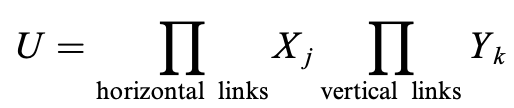 U = ∏ X_j ∏ Y_k
horizontal links vertical links